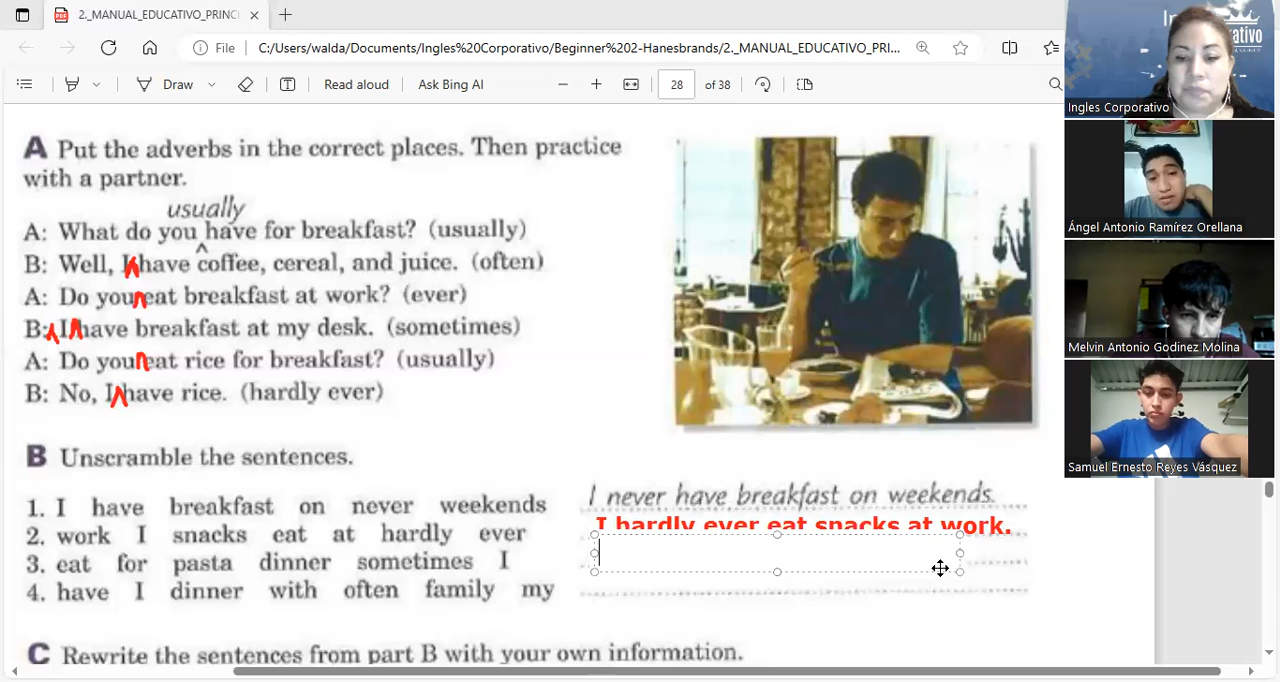 2._MANUAL_EDUCATIVO_PRINCI
File
C:/Users/walda/Documents/Ingles%20Corporativo/Beginner%202-Hanesbrands/2._MANUAL_EDUCATIVO_PRI...
Draw
Read aloud
Ask Bing AI
28
of 38
A Put the adverbs in the correct places. Then practice
with a partner.
usually
A: What do you have for breakfast? (usually)
B: Well, I have coffee, cereal, and juice. (often)
A: Do you eat breakfast at work? (ever)
B: I have breakfast at my desk. (sometimes)
A: Do you eat rice for breakfast? (usually)
B: No, I have rice. (hardly ever)
B Unscramble the sentences.
1. I have breakfast on never weekends
I never have breakfast on weekends.
2. work I snacks eat at hardly ever
I hardly ever eat snacks at work.
3. eat for pasta dinner sometimes I
4. have I dinner with often family my
C Rewrite the sentences from part B with your own information.
Ingles Corporativo
Ángel Antonio Ramírez Orellana
Melvin Antonio Godinez Molina
Samuel Ernesto Reyes Vásquez